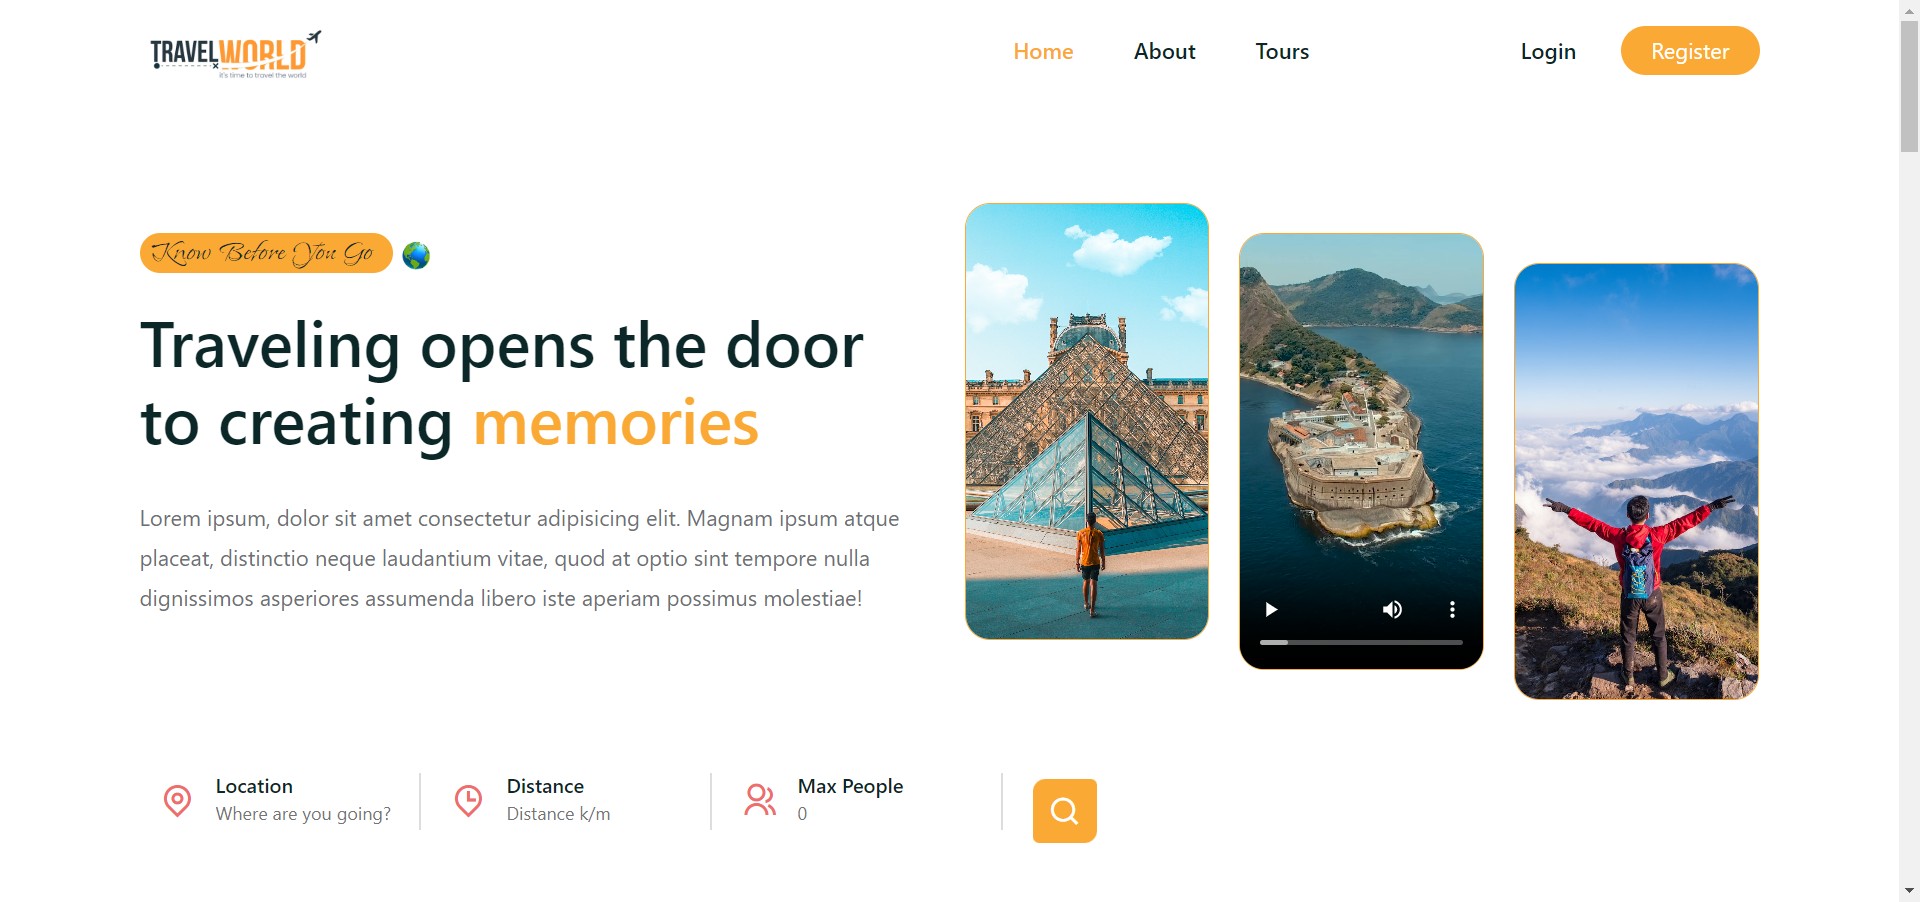 TRAVELWORLD
it's time to travel the world
Home About Tours Login Register
Know Before You Go
Traveling opens the door
to creating memories
Lorem ipsum, dolor sit amet consectetur adipisicing elit. Magnam ipsum atque
placeat, distinctio neque laudantium vitae, quod at optio sint tempore nulla
dignissimos asperiores assumenda libero iste aperiam possimus molestiae!
Location
Where are you going?
Distance
Distance k/m
Max People
0